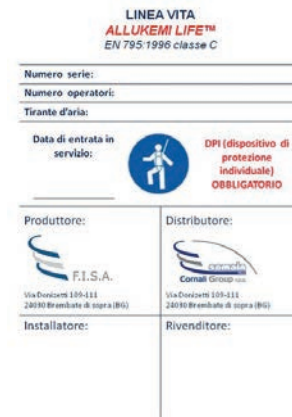 LINEA VITA
ALLUKEMI LIFE™
EN 795:1996 classe C
Numero serie:
Numero operatori:
Tirante d'aria:
Data di entrata in
servizio:
DPI (dispositivo di
protezione
individuale)
OBBLIGATORIO
Produttore:
F.I.S.A.
Via Donizetti 109-111
24030 Brembate di sopra (BG)
Distributore:
somain
Comali Group
Via Donizetti 109-111
24030 Brembate di sopra (BG)
Installatore:
Rivenditore: